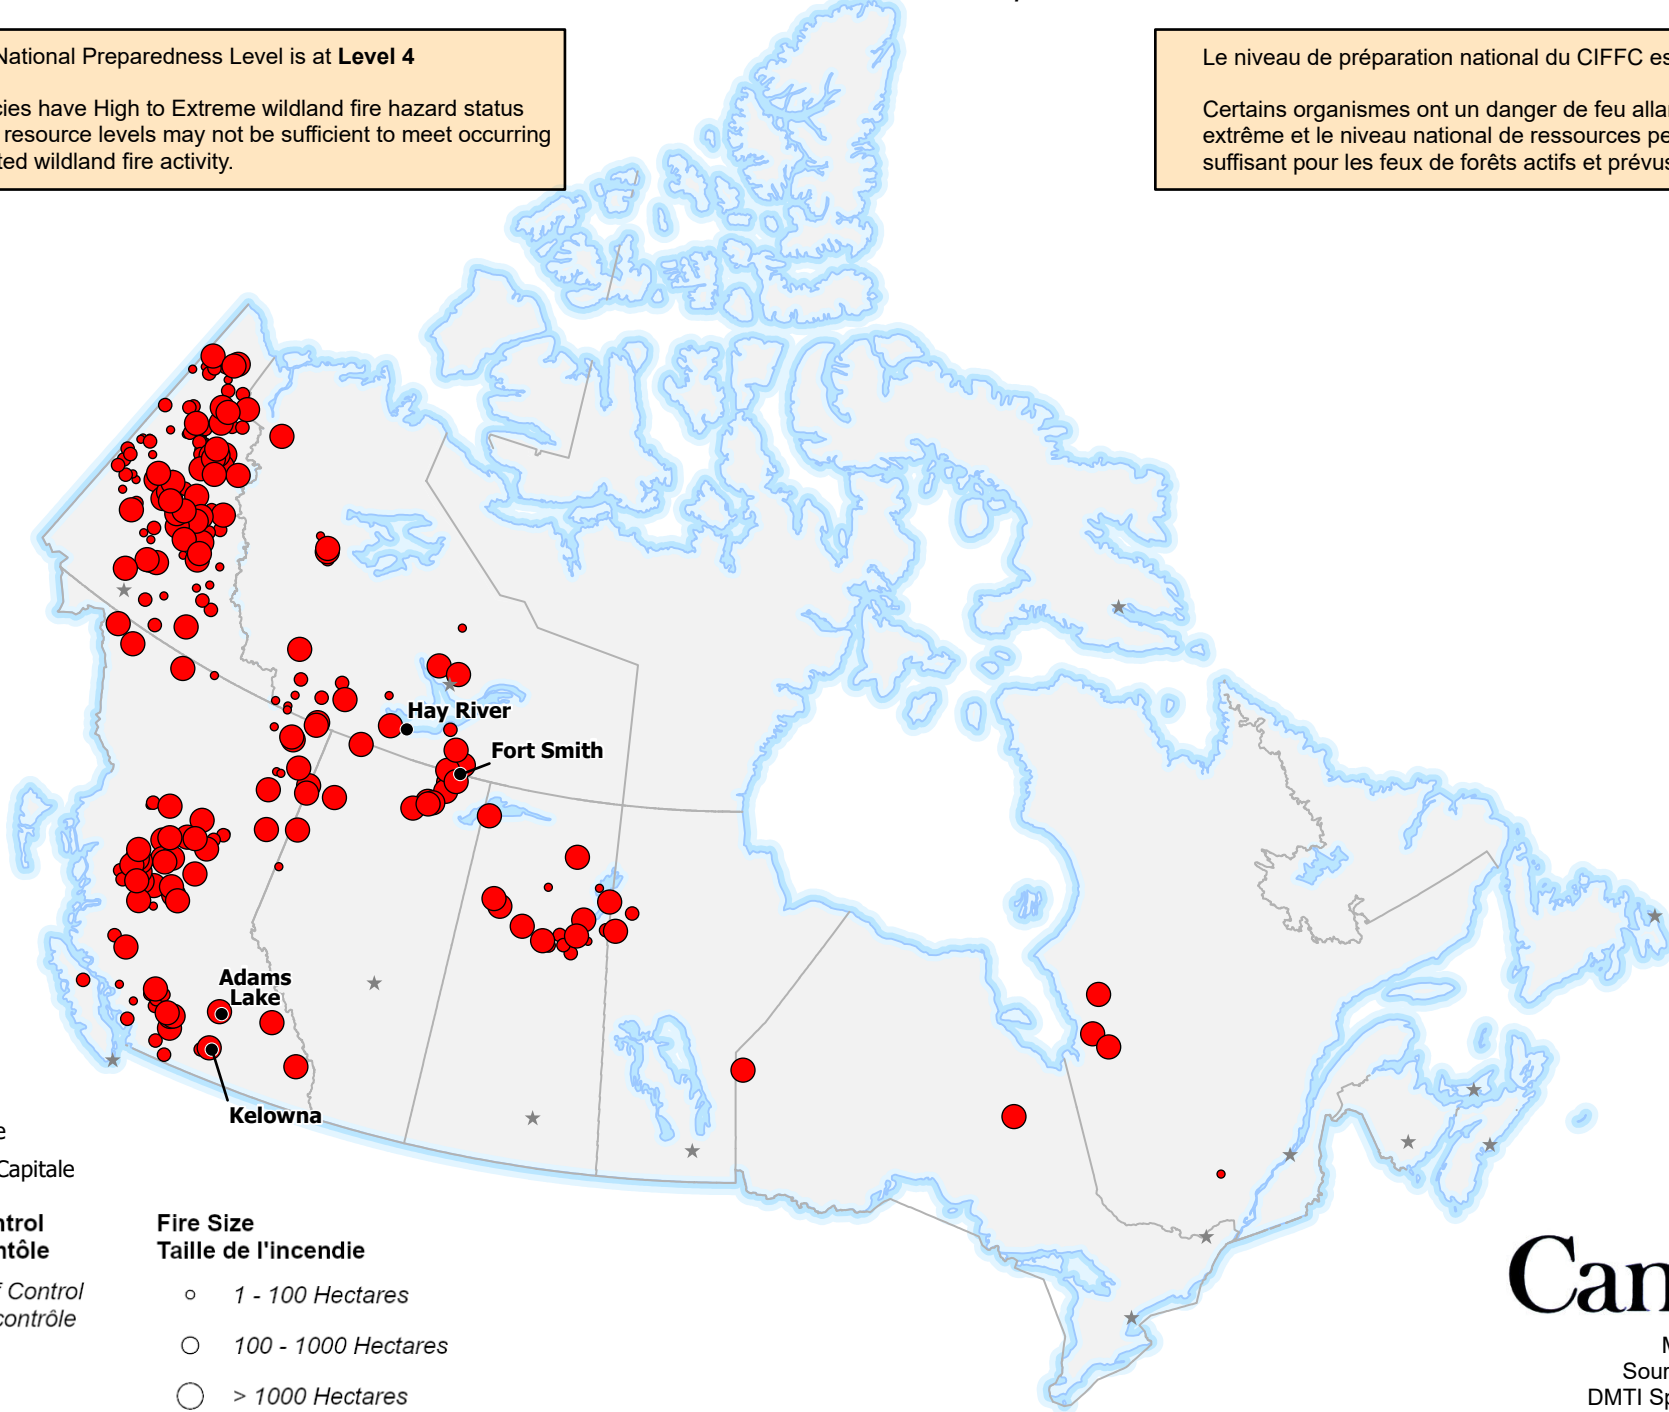 National Preparedness Level is at Level 4
cies have High to Extreme wildland fire hazard status
resource levels may not be sufficient to meet occurring
ted wildland fire activity.
Le niveau de préparation national du CIFFC es
Certains organismes ont un danger de feu alla
extrême et le niveau national de ressources pe
suffisant pour les feux de forêts actifs et prévus
Hay River
Fort Smith
Adams
Lake
Kelowna
e
Capitale
ntrol
ntôle
f Control
contrôle
Fire Size
Taille de l'incendie
1 - 100 Hectares
100 - 1000 Hectares
> 1000 Hectares
Can
M
Sour
DMTI Sp